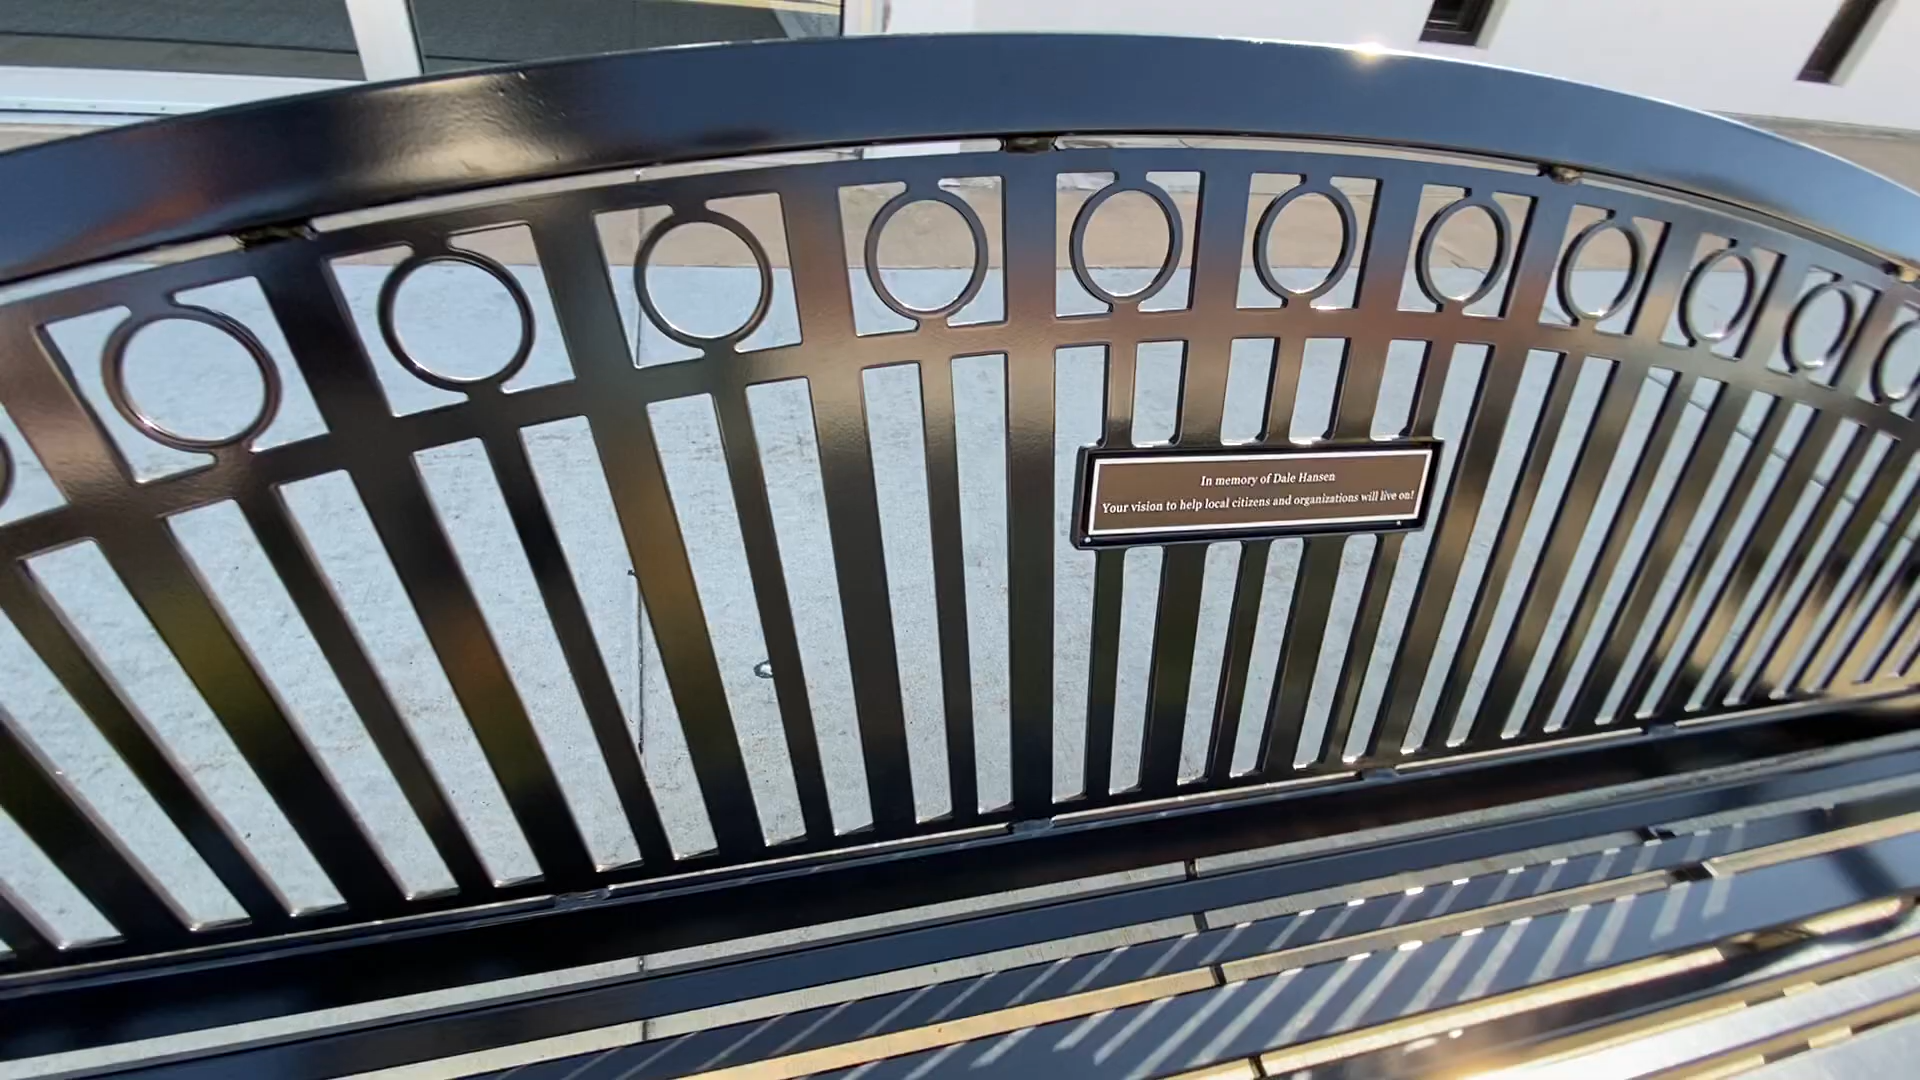 In memory of Dale Hansen
Your vision to help local citizens and organizations will live on!